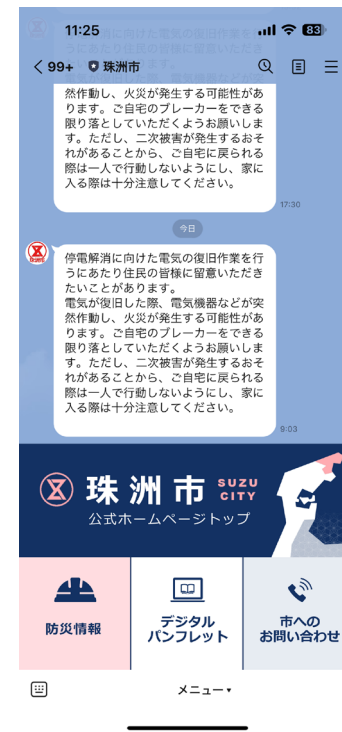 11:25
83
99+
珠洲市
然作動し、火災が発生する可能性があ
ります。ご自宅のブレーカーをできる
限り落としていただくようお願いしま
す。ただし、二次被害が発生するおそ
れがあることから、ご自宅に戻られる
際は一人で行動しないようにし、家に
入る際は十分注意してください。
17:30
今日
停電解消に向けた電気の復旧作業を行
うにあたり住民の皆様に留意いただき
たいことがあります。
電気が復旧した際、電気機器などが突
然作動し、火災が発生する可能性があ
ります。ご自宅のブレーカーをできる
限り落としていただくようお願いしま
す。ただし、二次被害が発生するおそ
れがあることから、ご自宅に戻られる
際は一人で行動しないようにし、家に
入る際は十分注意してください。
9:03
珠洲市 SUZU
CITY
公式ホームページトップ
防災情報
デジタル
パンフレット
市への
お問い合わせ
メニュー▾